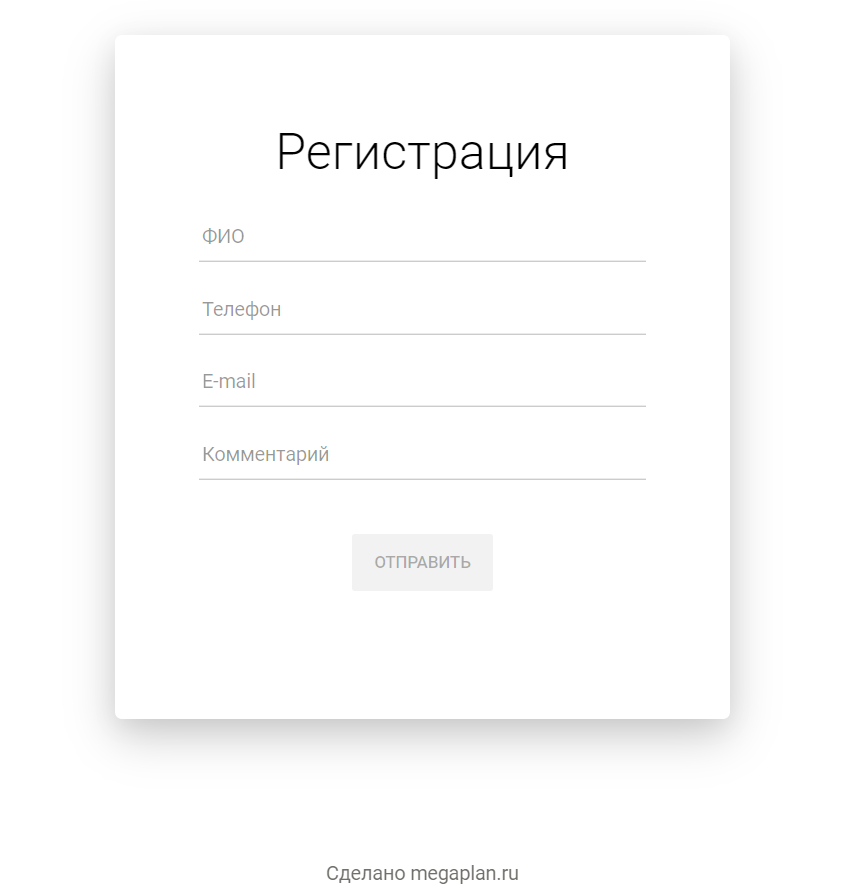 Регистрация
ФИО
Телефон
E-mail
Комментарий
ОТПРАВИТЬ
Сделано megaplan.ru